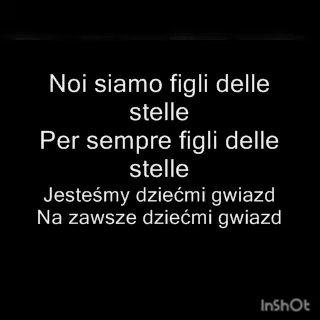 Noi siamo figli delle
stelle
Per sempre figli delle
stelle
Jesteśmy dziećmi gwiazd
Na zawsze dziećmi gwiazd
InShOt